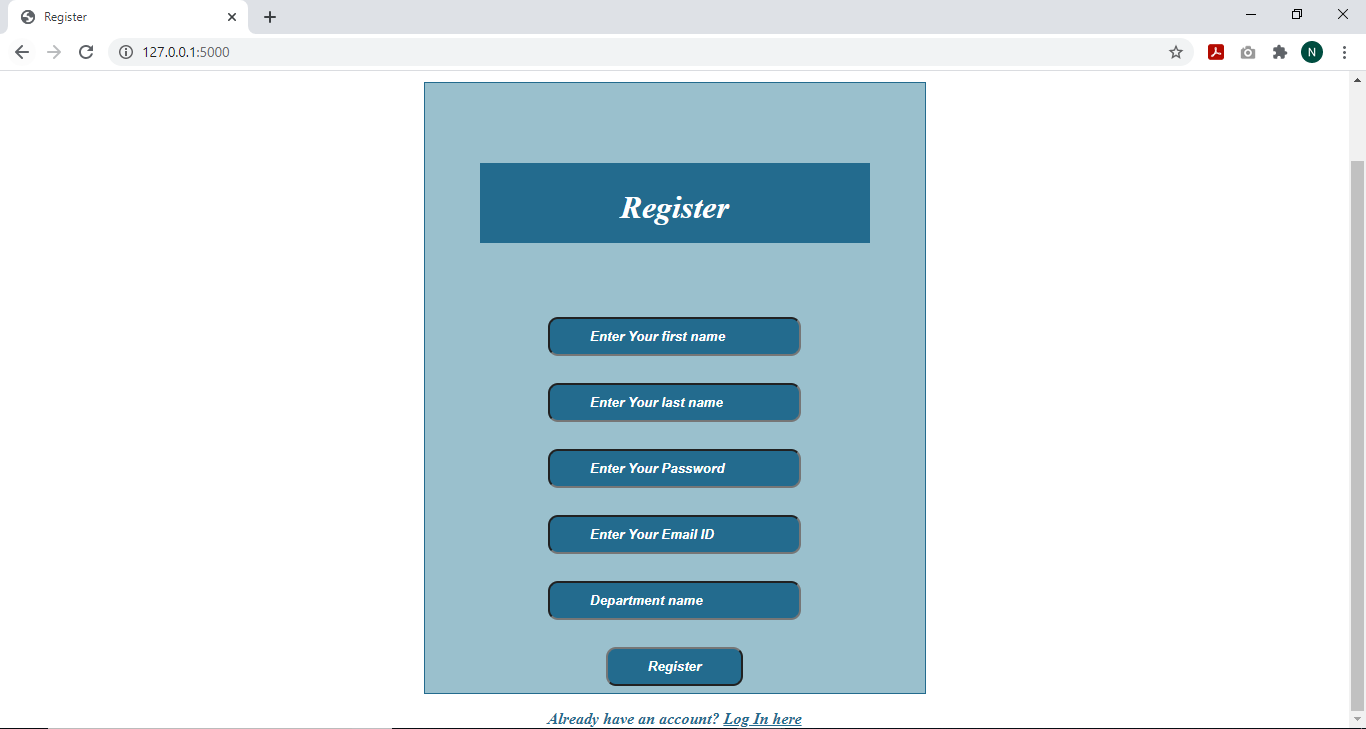 Register
127.0.0.1:5000
N
Register
Enter Your first name
Enter Your last name
Enter Your Password
Enter Your Email ID
Department name
Register
Already have an account? Log In here